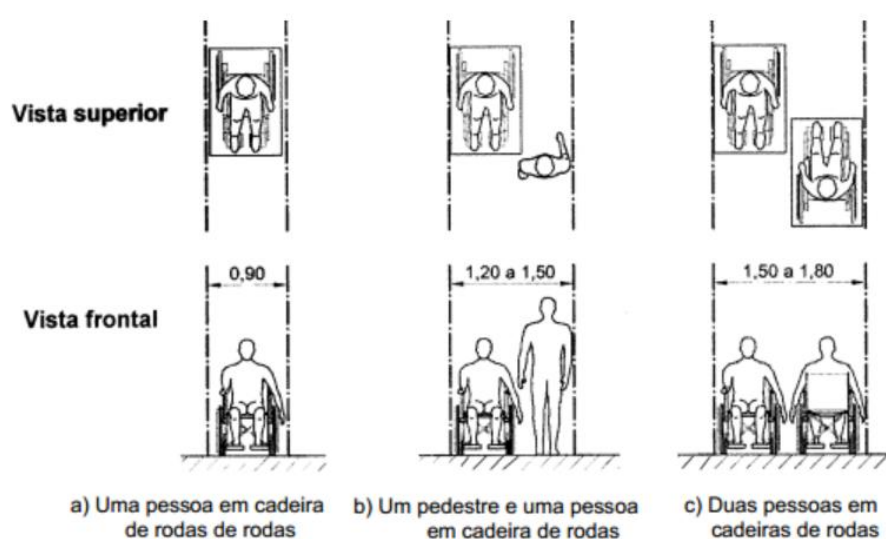 Vista superior
0,90
1,20 a 1,50
1,50 a 1,80
Vista frontal
a) Uma pessoa em cadeira
de rodas de rodas
b) Um pedestre e uma pessoa
em cadeira de rodas
c) Duas pessoas em
cadeiras de rodas